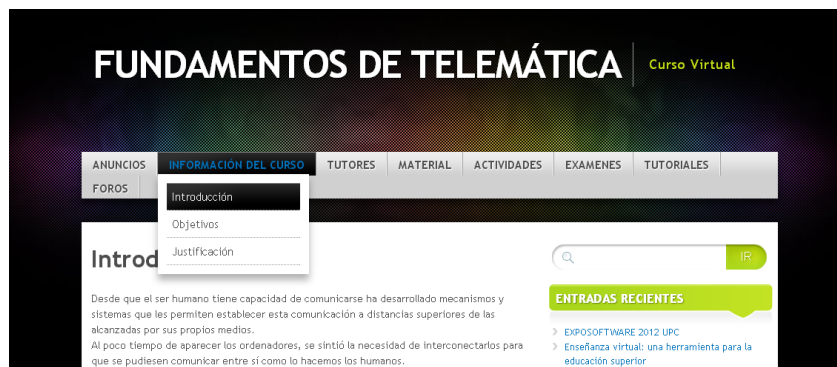 FUNDAMENTOS DE TELEMÁTICA
Curso Virtual
ANUNCIOS INFORMACIÓN DEL CURSO TUTORES MATERIAL ACTIVIDADES EXAMENES TUTORIALES
FOROS
Introducción
Objetivos
Justificación
Introd
IR
Desde que el ser humano tiene capacidad de comunicarse ha desarrollado mecanismos y
sistemas que les permiten establecer esta comunicación a distancias superiores de las
alcanzadas por sus propios medios.
Al poco tiempo de aparecer los ordenadores, se sintió la necesidad de interconectarlos para
que se pudiesen comunicar entre sí como lo hacemos los humanos.
ENTRADAS RECIENTES
EXPOSOFTWARE 2012 UPC
Enseñanza virtual: una herramienta para la
educación superior